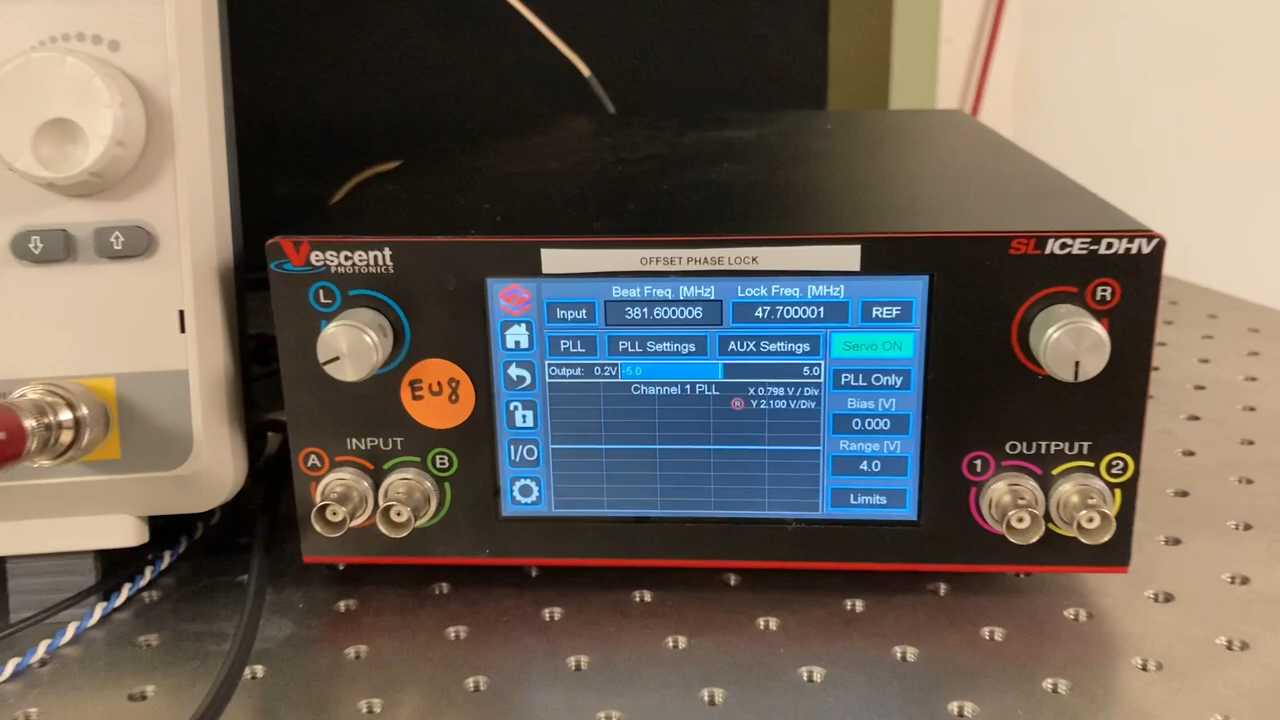 Vescent
PHOTONICS
SLICE-DHV
OFFSET PHASE LOCK
L
R
EU8
INPUT
A
B
OUTPUT
1
2
Beat Freq. [MHz]
Lock Freq. [MHz]
Input
381.600006
47.700001
REF
PLL
PLL Settings
AUX Settings
Servo ON
Output: 0.2V
-5.0
5.0
Channel 1 PLL
X 0.798 V / Div
R Y 2.100 V/Div
PLL Only
Bias [V]
0.000
Range [V]
4.0
Limits
I/O